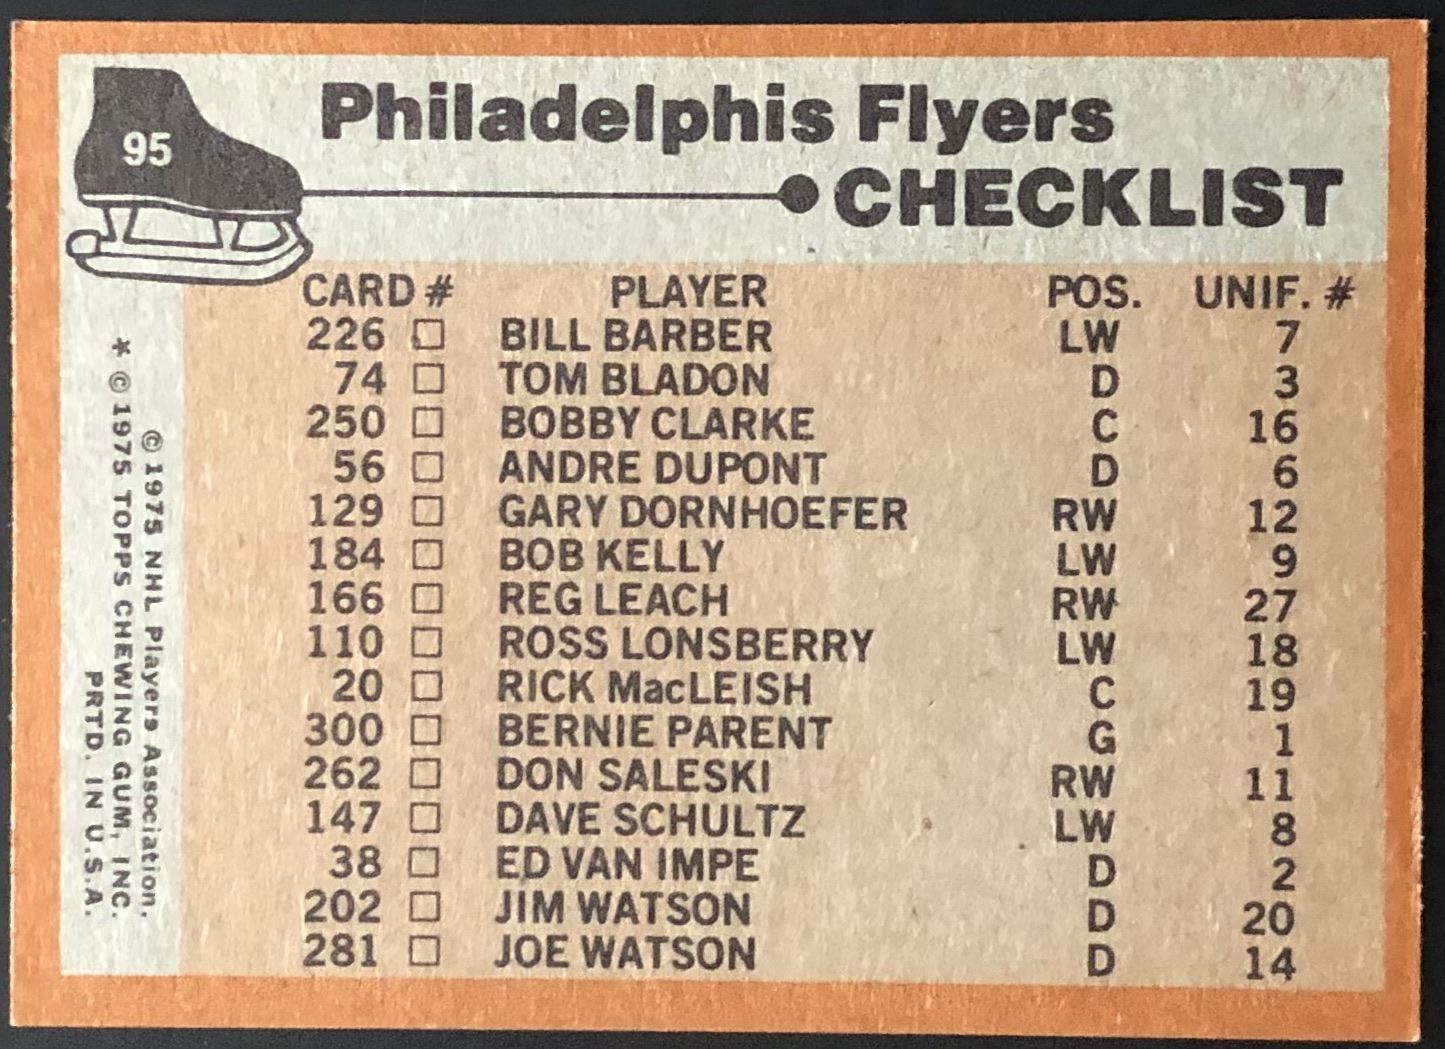 95
Philadelphis Flyers
CHECKLIST
CARD # PLAYER POS. UNIF. #
226 □ BILL BARBER LW 7
74 □ TOM BLADON D 3
250 □ BOBBY CLARKE C 16
56 □ ANDRE DUPONT D 6
129 □ GARY DORNHOEFER RW 12
184 □ BOB KELLY LW 9
166 □ REG LEACH RW 27
110 □ ROSS LONSBERRY LW 18
20 □ RICK MacLEISH C 19
300 □ BERNIE PARENT G 1
262 □ DON SALESKI RW 11
147 □ DAVE SCHULTZ LW 8
38 □ ED VAN IMPE D 2
202 □ JIM WATSON D 20
281 □ JOE WATSON D 14
© 1975 NHL Players Association.
* © 1975 TOPPS CHEWING GUM, INC.
PRTD. IN U.S.A.